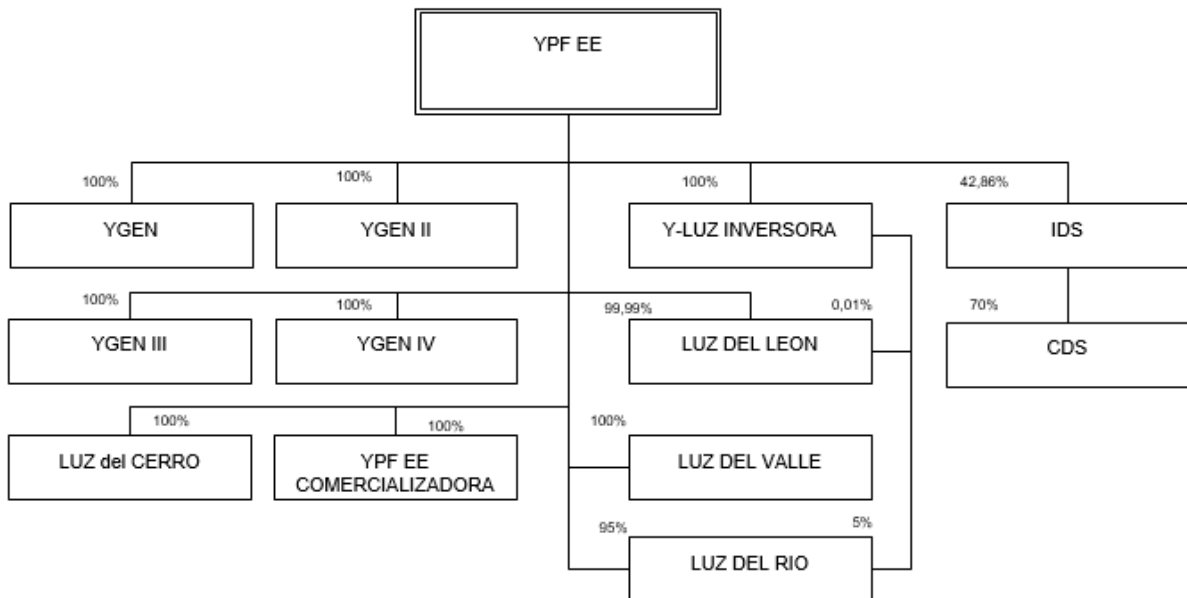 YPF EE
100%
100%
100%
42,86%
YGEN
YGEN II
Y-LUZ INVERSORA
IDS
100%
100%
99,99%
0,01%
70%
YGEN III
YGEN IV
LUZ DEL LEON
CDS
100%
100%
100%
LUZ del CERRO
YPF EE
COMERCIALIZADORA
LUZ DEL VALLE
95%
5%
LUZ DEL RIO